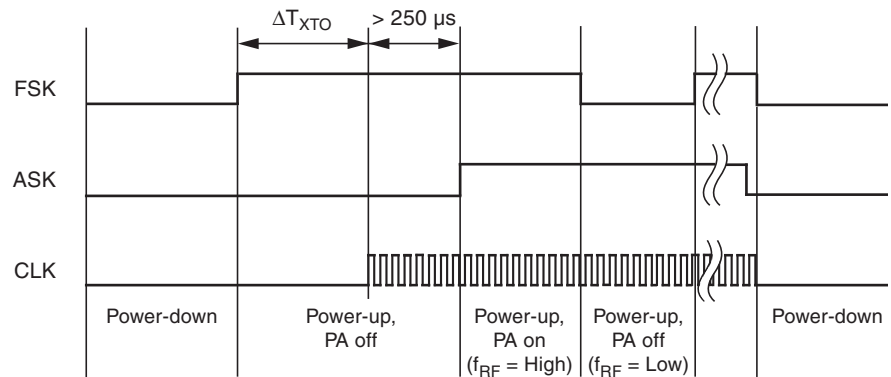 ΔT_XTO
> 250 µs
FSK
ASK
CLK
Power-down
Power-up,
PA off
Power-up,
PA on
(f_RF = High)
Power-up,
PA off
(f_RF = Low)
Power-down